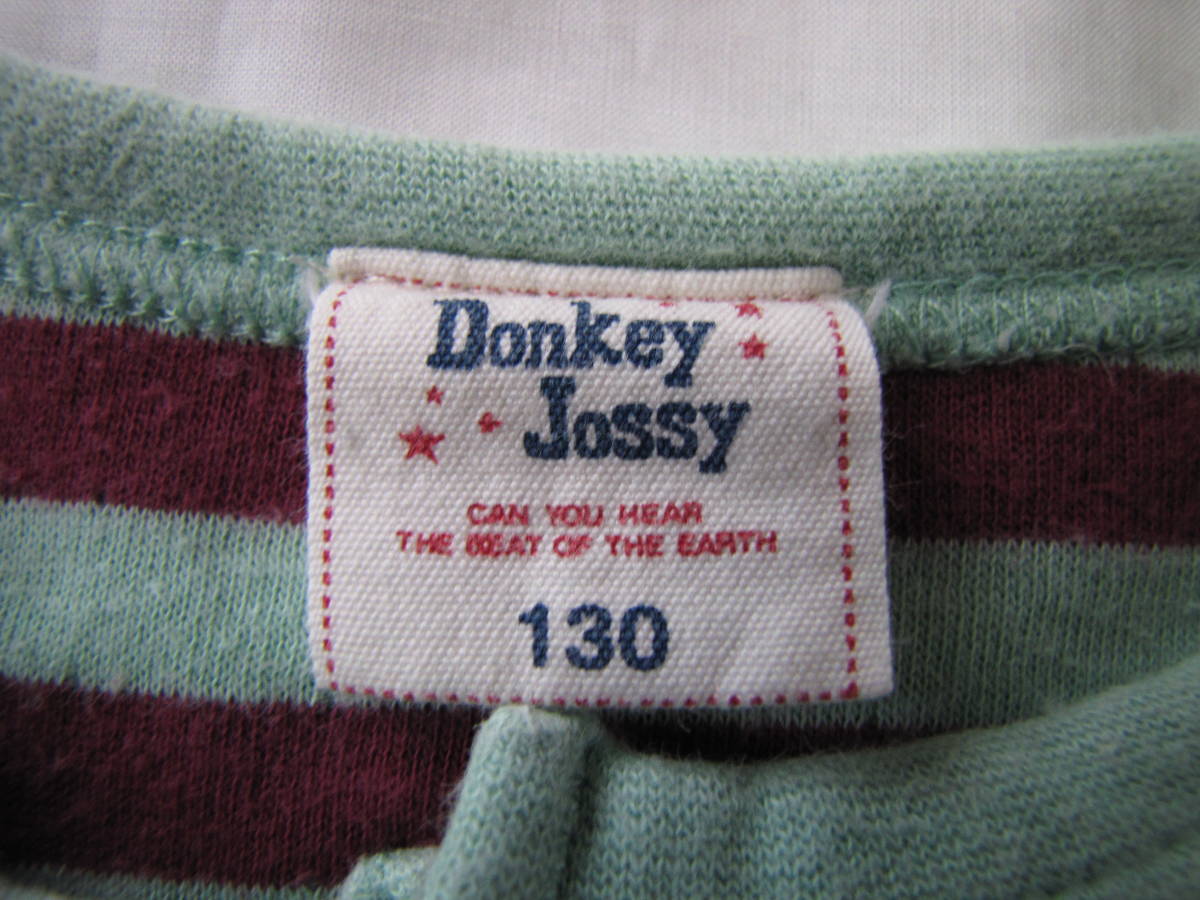 Donkey
Jossy
CAN YOU HEAR
THE BEAT OF THE EARTH
130